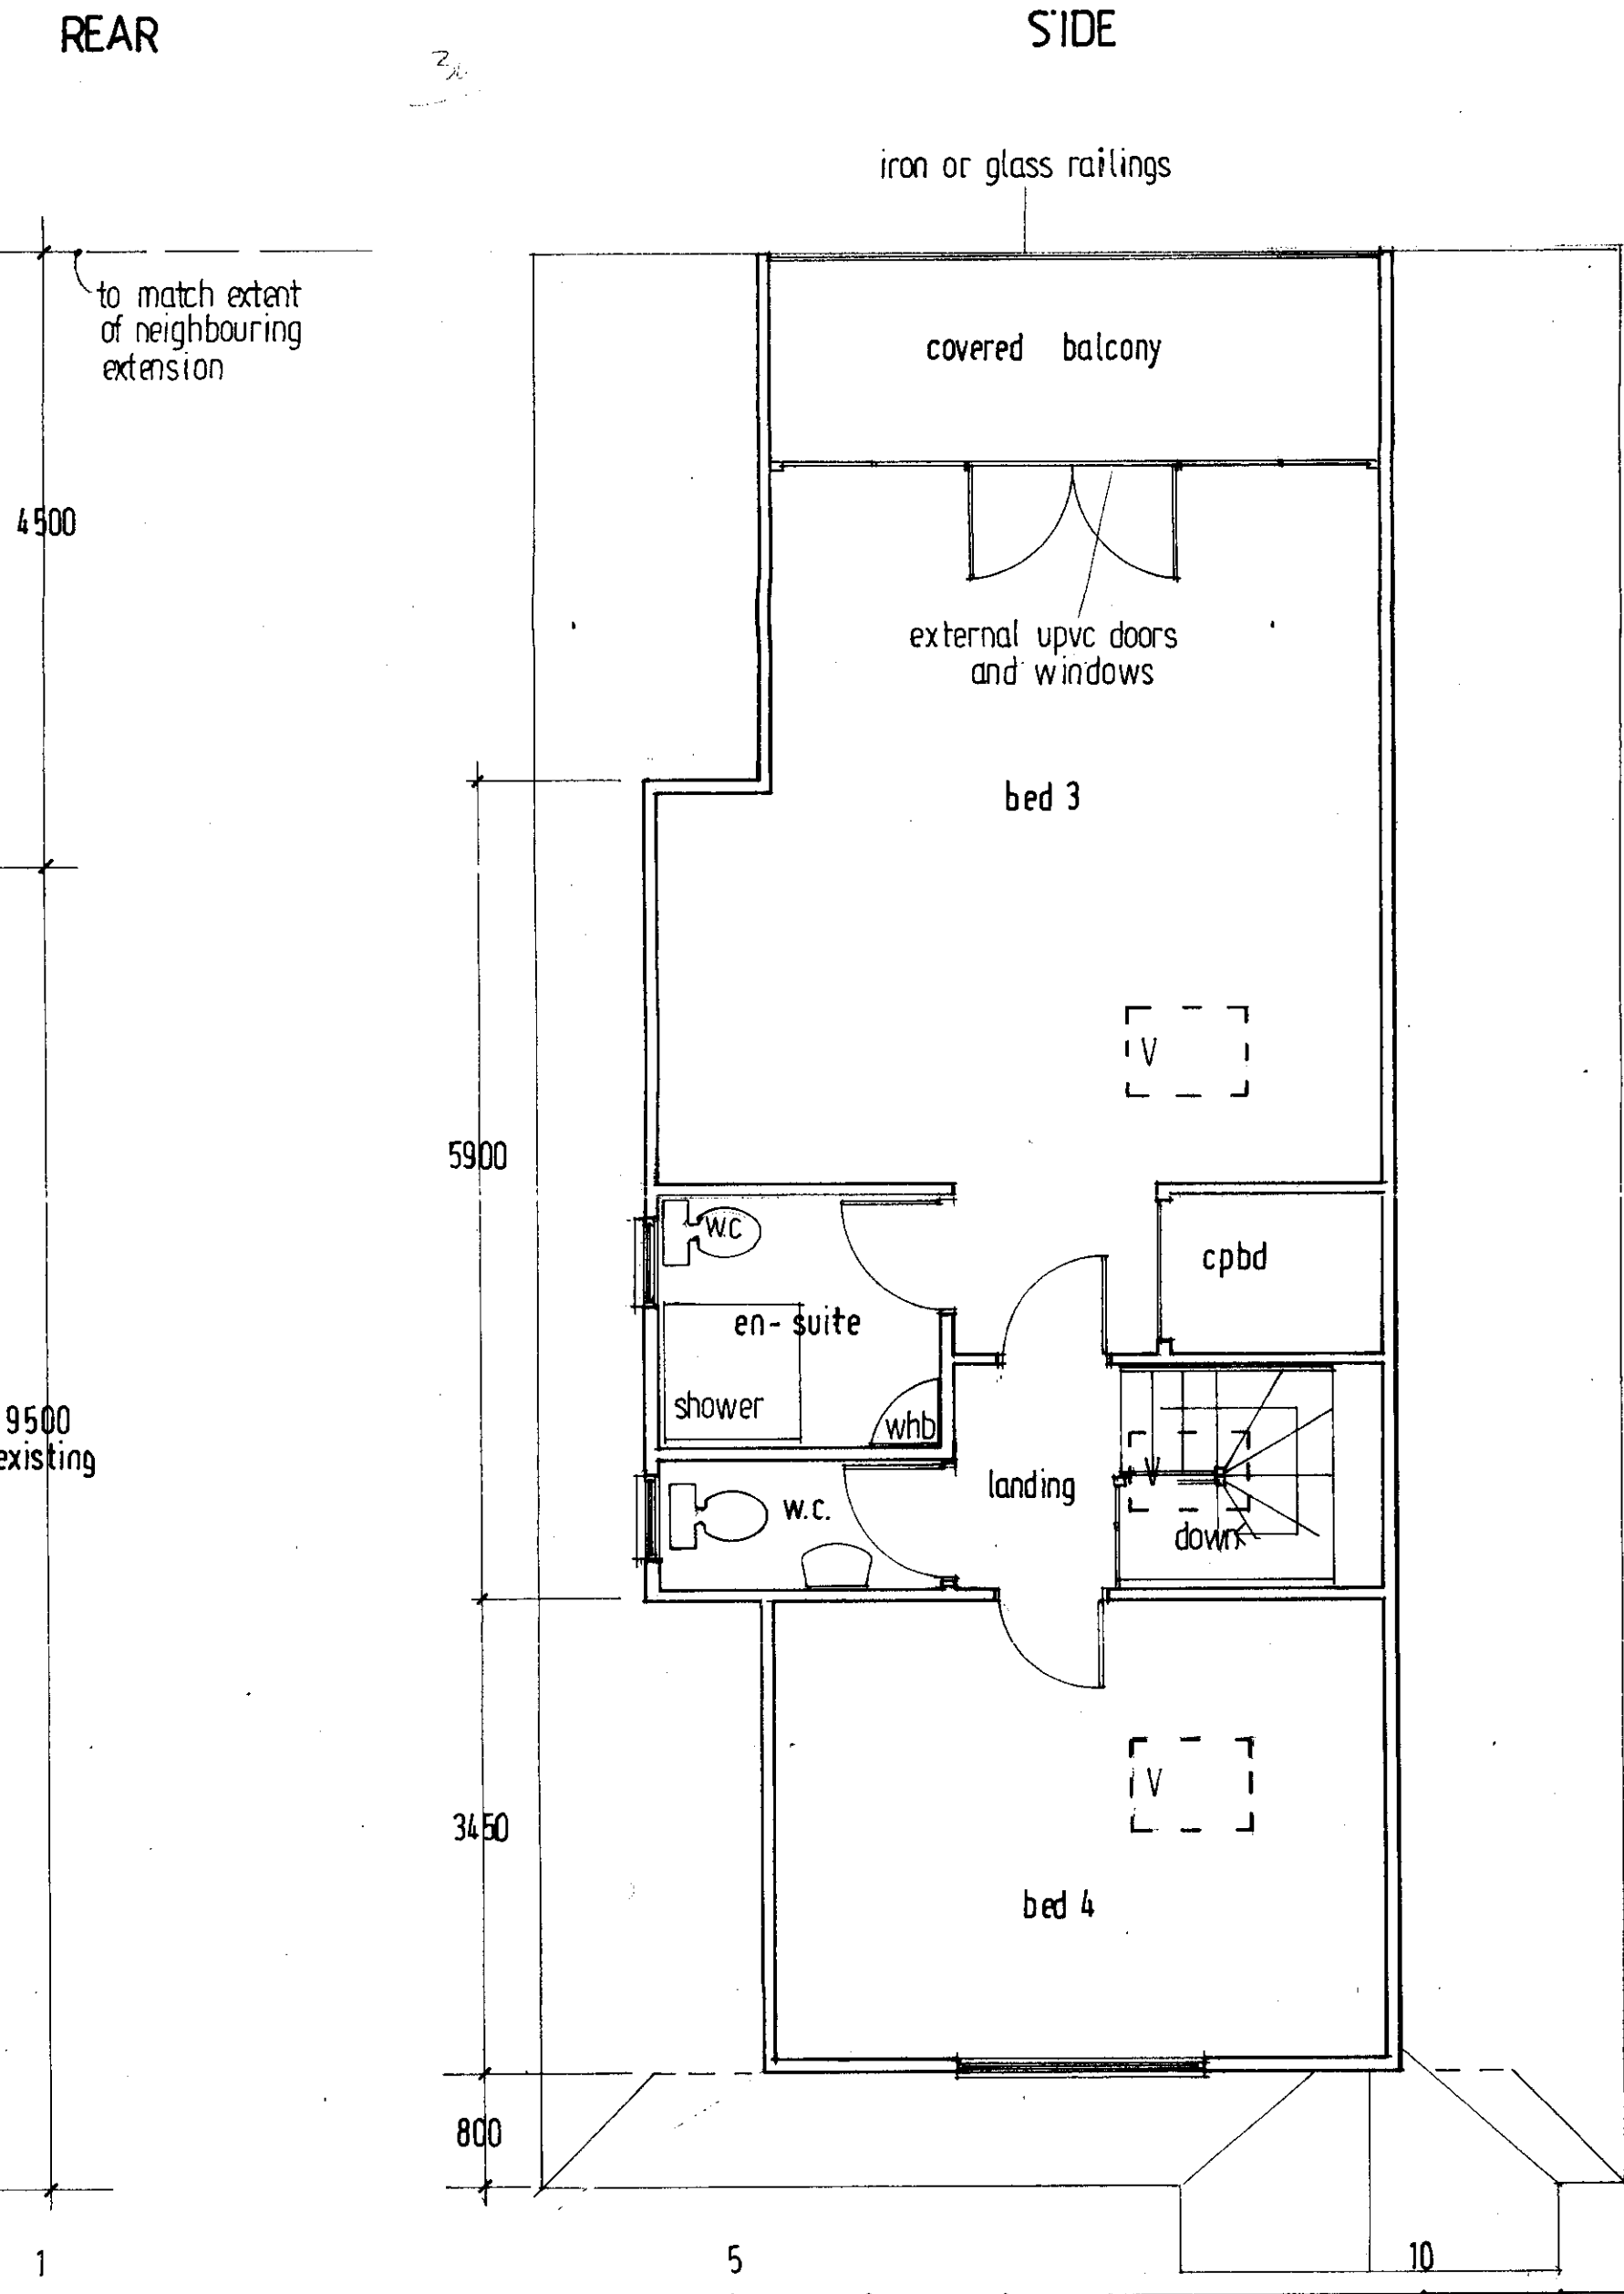 REAR
SIDE
iron or glass railings
to match extent
of neighbouring
extension
covered balcony
4500
external upvc doors
and windows
bed 3
V
5900
w.c
cpbd
en-suite
shower
whb
9500
existing
landing
w.c.
V
down
V
3450
bed 4
800
1
5
10